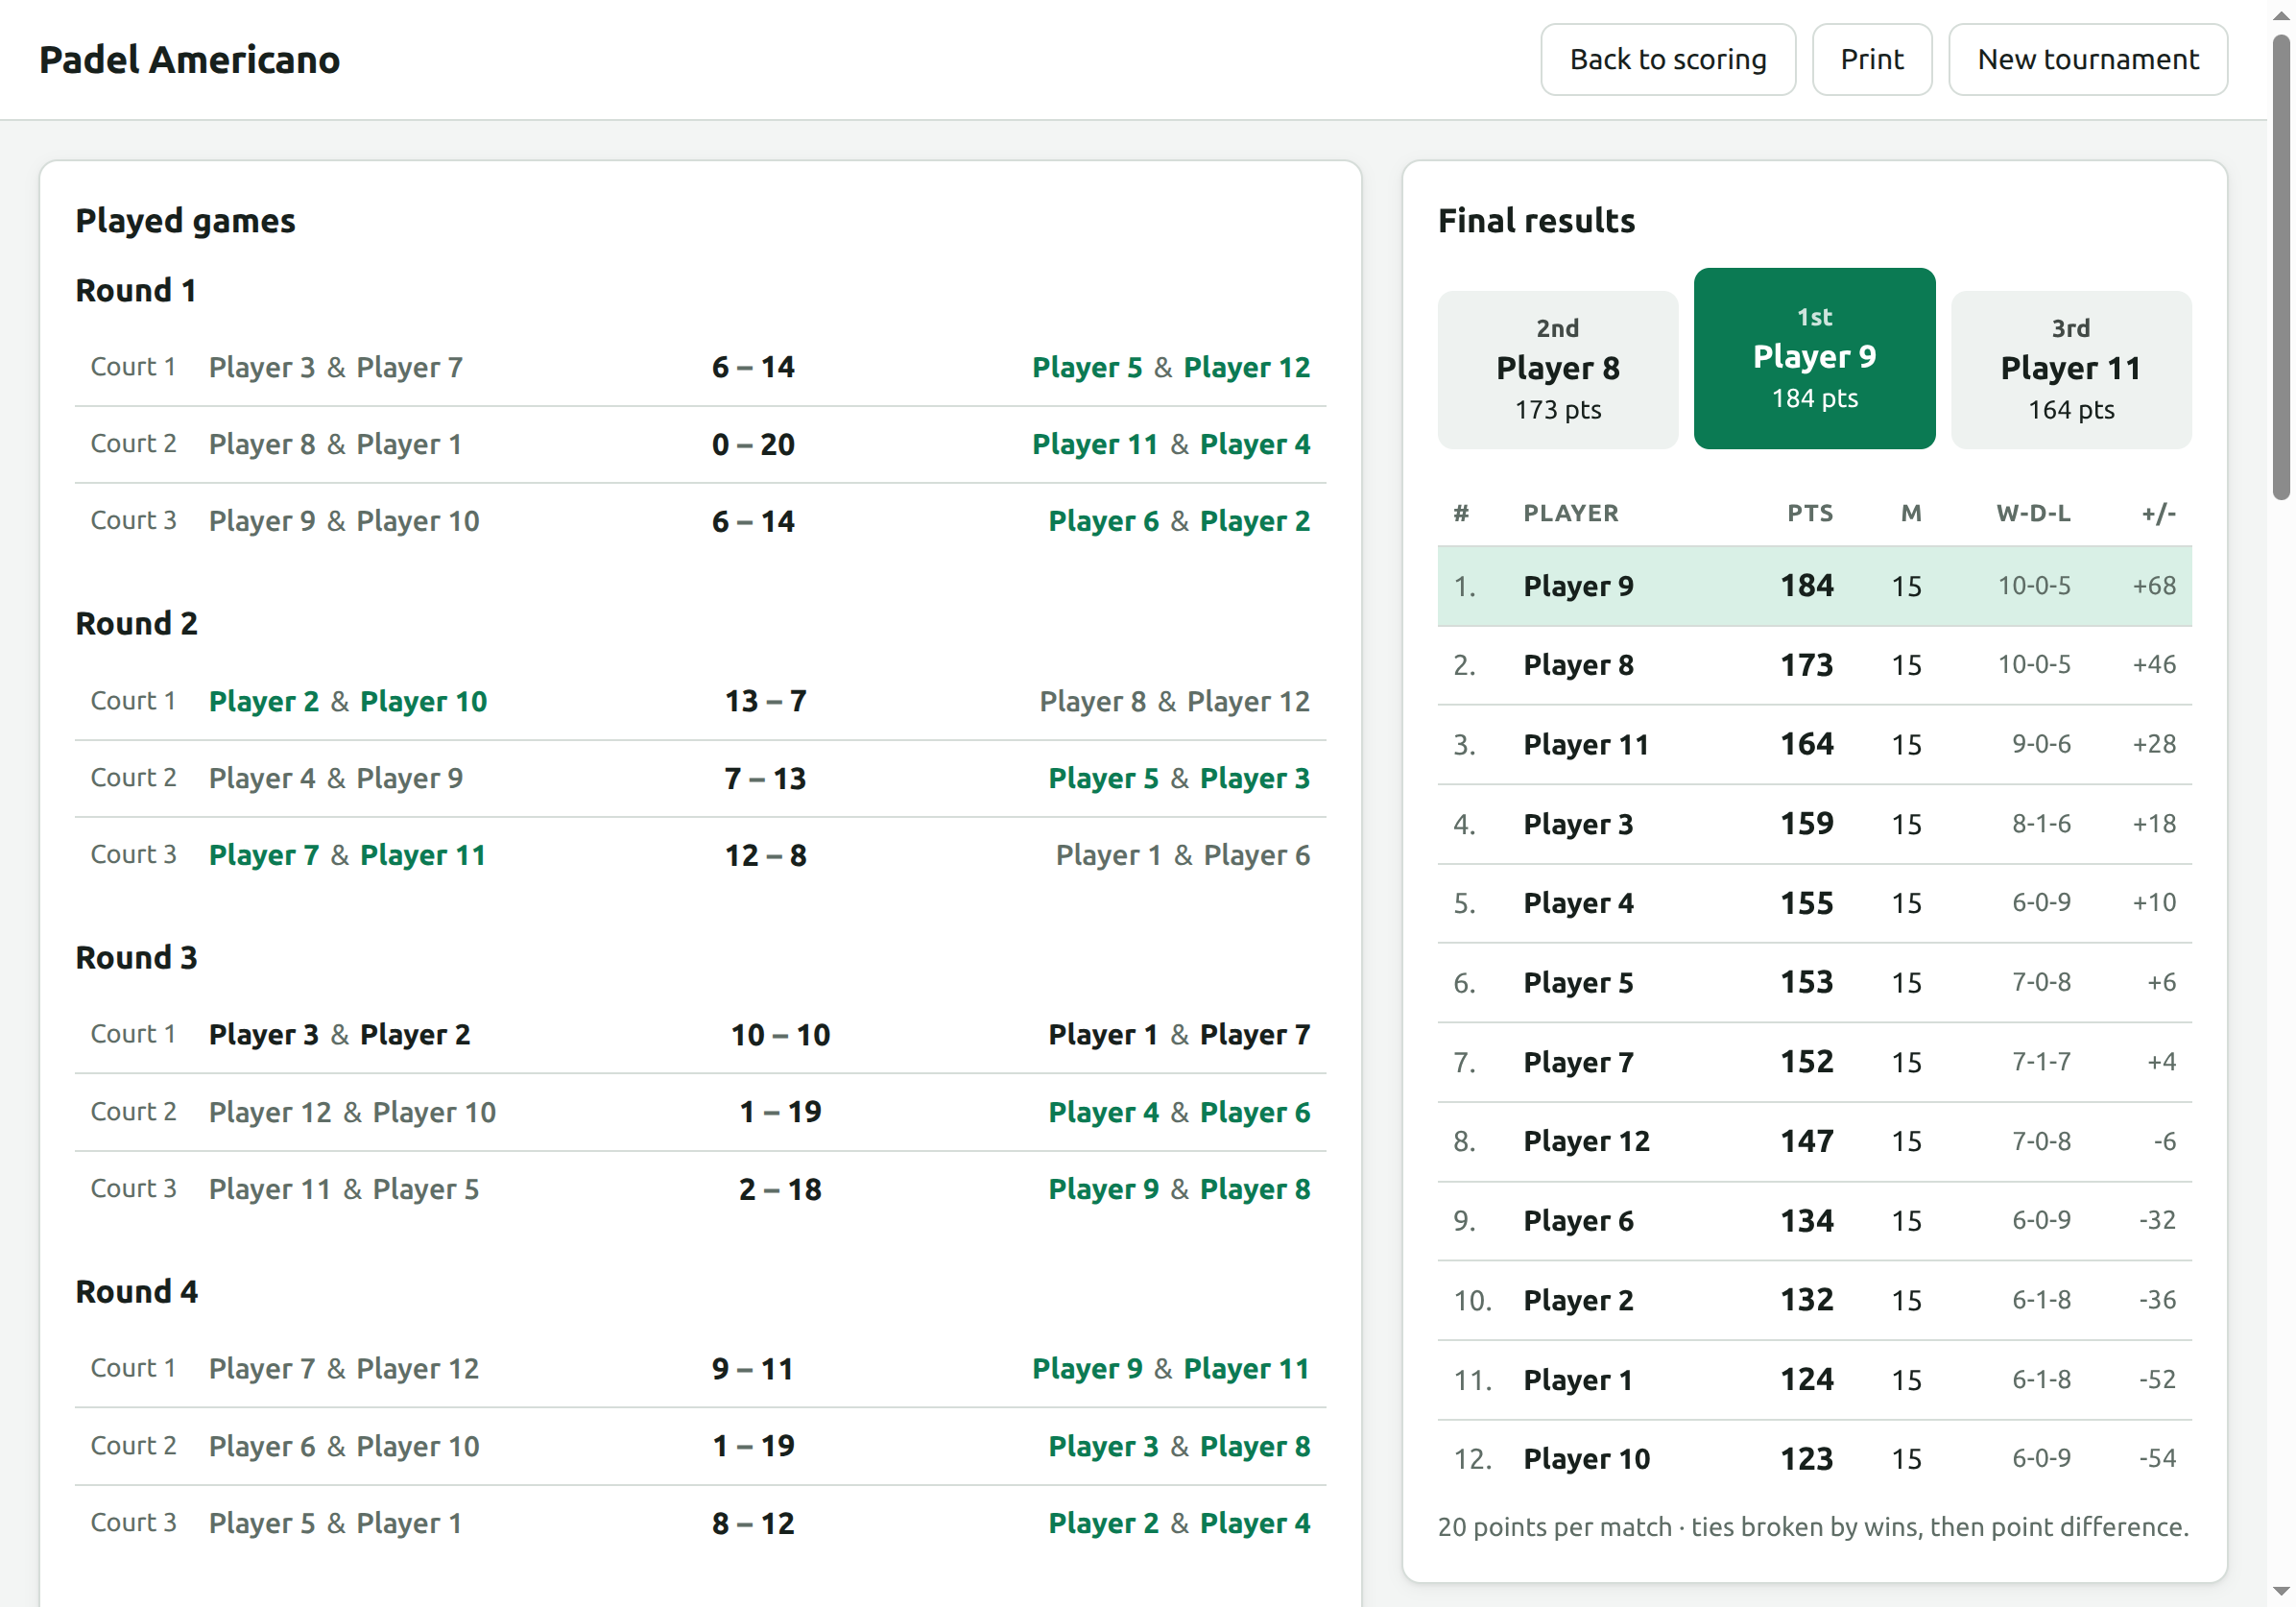 Padel Americano
Back to scoring
Print
New tournament
Played games
Round 1
Court 1 Player 3 & Player 7 6 – 14 Player 5 & Player 12
Court 2 Player 8 & Player 1 0 – 20 Player 11 & Player 4
Court 3 Player 9 & Player 10 6 – 14 Player 6 & Player 2
Round 2
Court 1 Player 2 & Player 10 13 – 7 Player 8 & Player 12
Court 2 Player 4 & Player 9 7 – 13 Player 5 & Player 3
Court 3 Player 7 & Player 11 12 – 8 Player 1 & Player 6
Round 3
Court 1 Player 3 & Player 2 10 – 10 Player 1 & Player 7
Court 2 Player 12 & Player 10 1 – 19 Player 4 & Player 6
Court 3 Player 11 & Player 5 2 – 18 Player 9 & Player 8
Round 4
Court 1 Player 7 & Player 12 9 – 11 Player 9 & Player 11
Court 2 Player 6 & Player 10 1 – 19 Player 3 & Player 8
Court 3 Player 5 & Player 1 8 – 12 Player 2 & Player 4
Final results
2nd
Player 8
173 pts
1st
Player 9
184 pts
3rd
Player 11
164 pts
# PLAYER PTS M W-D-L +/-
1. Player 9 184 15 10-0-5 +68
2. Player 8 173 15 10-0-5 +46
3. Player 11 164 15 9-0-6 +28
4. Player 3 159 15 8-1-6 +18
5. Player 4 155 15 6-0-9 +10
6. Player 5 153 15 7-0-8 +6
7. Player 7 152 15 7-1-7 +4
8. Player 12 147 15 7-0-8 -6
9. Player 6 134 15 6-0-9 -32
10. Player 2 132 15 6-1-8 -36
11. Player 1 124 15 6-1-8 -52
12. Player 10 123 15 6-0-9 -54
20 points per match · ties broken by wins, then point difference.